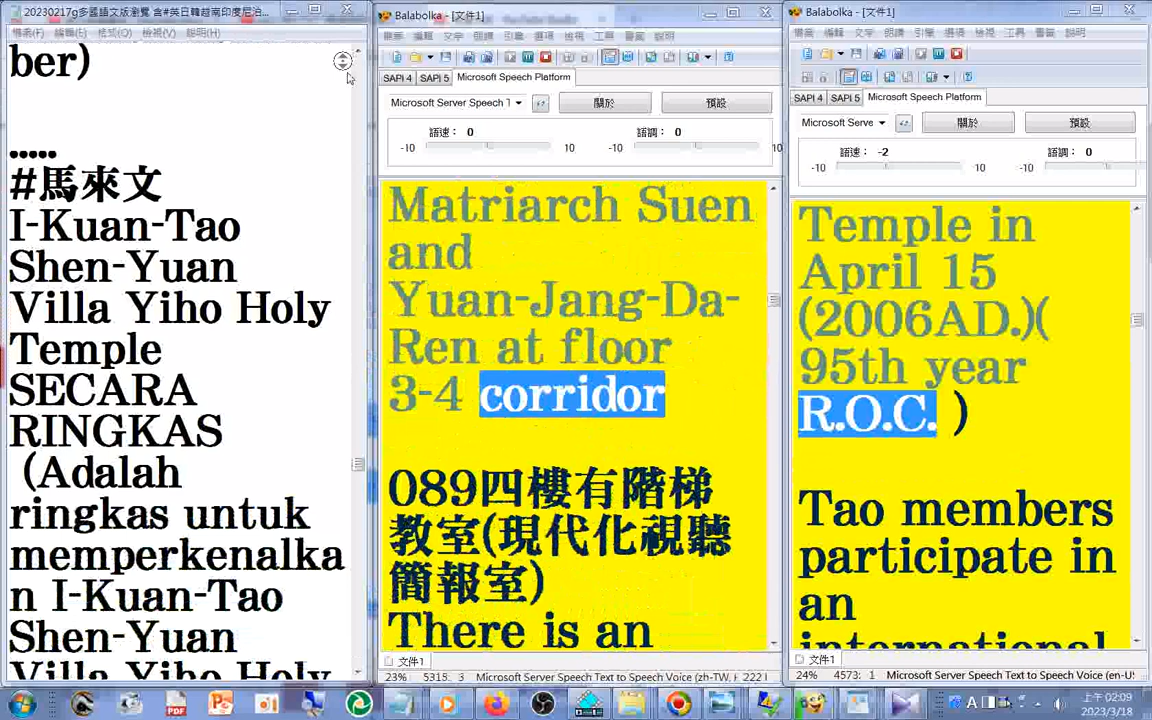 20230217g多國語文版瀏覽 含#英日韓越南印度尼泊...
檔案(F) 編輯(E) 格式(O) 檢視(V) 說明(H)
ber)
.....
#馬來文
I-Kuan-Tao
Shen-Yuan
Villa Yiho Holy
Temple
SECARA
RINGKAS
(Adalah
ringkas untuk
memperkenalka
n I-Kuan-Tao
Shen-Yuan
Villa Yiho Holy
Balabolka - [文件1]
檔案 編輯 文字 朗讀 引擎 選項 檢視 工具 書籤 說明
SAPI 4 SAPI 5 Microsoft Speech Platform
Microsoft Server Speech T
關於
預設
語速： 0
語調： 0
-10 10 -10 10
Matriarch Suen
and
Yuan-Jang-Da-
Ren at floor
3-4 corridor
089四樓有階梯
教室(現代化視聽
簡報室)
There is an
文件1
23% 5315: 3 Microsoft Server Speech Text to Speech Voice (zh-TW, H 222 I
Balabolka - [文件1]
檔案 編輯 文字 朗讀 引擎 選項 檢視 工具 書籤 說明
SAPI 4 SAPI 5 Microsoft Speech Platform
Microsoft Serve
關於
預設
語速： -2
語調： 0
-10 10 -10
Temple in
April 15
(2006AD.)(
95th year
R.O.C. )
Tao members
participate in
an
international
文件1
24% 4573: 1 Microsoft Server Speech Text to Speech Voice (en-US
上午 02:09
2023/3/18